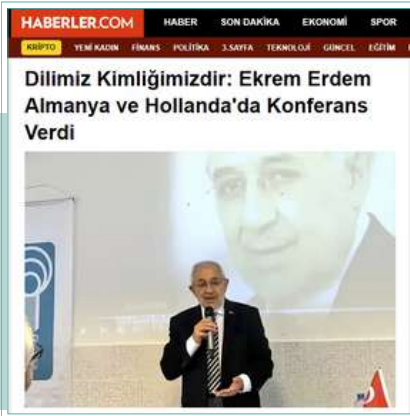 HABERLER.COM HABER SON DAKİKA EKONOMİ SPOR
KRİPTO YENİ KADIN FİNANS POLİTİKA 3.SAYFA TEKNOLOJİ GÜNCEL EĞİTİM
Dilimiz Kimliğimizdir: Ekrem Erdem
Almanya ve Hollanda'da Konferans
Verdi